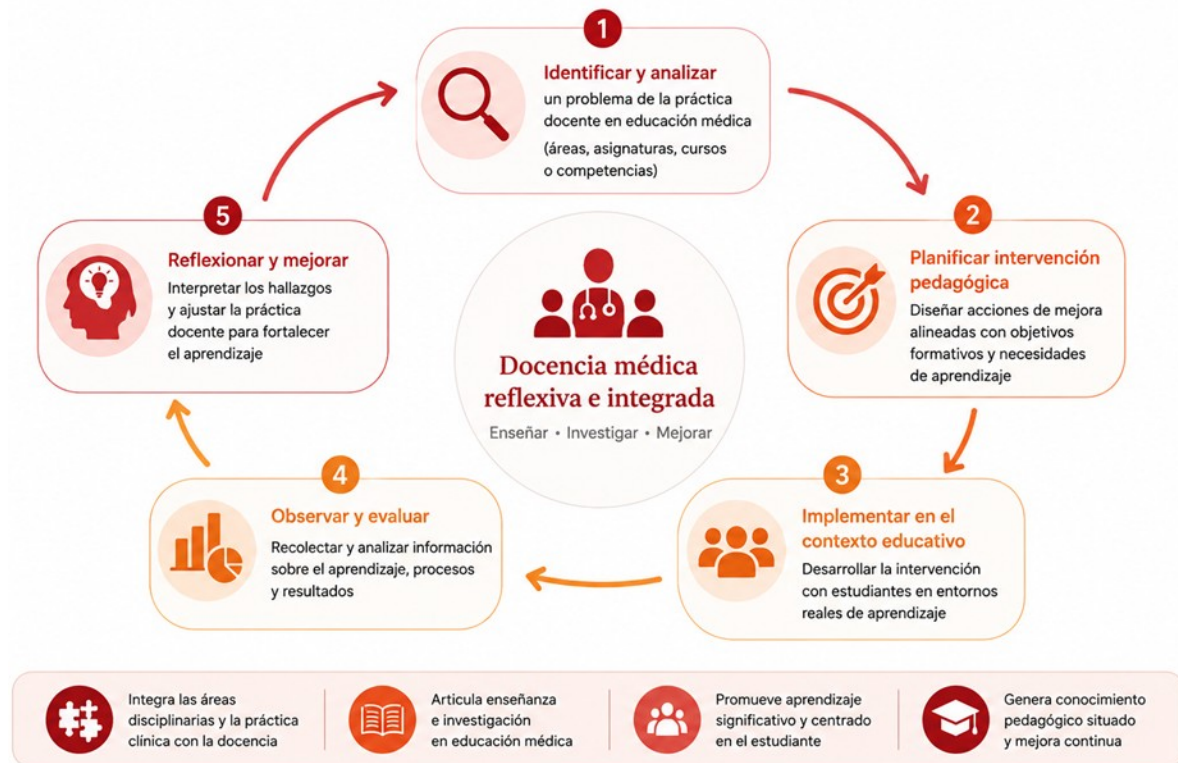 1
Identificar y analizar
un problema de la práctica
docente en educación médica
(áreas, asignaturas, cursos
o competencias)
2
Planificar intervención
pedagógica
Diseñar acciones de mejora
alineadas con objetivos
formativos y necesidades
de aprendizaje
3
Implementar en el
contexto educativo
Desarrollar la intervención
con estudiantes en entornos
reales de aprendizaje
4
Observar y evaluar
Recolectar y analizar información
sobre el aprendizaje, procesos
y resultados
5
Reflexionar y mejorar
Interpretar los hallazgos
y ajustar la práctica
docente para fortalecer
el aprendizaje
Docencia médica
reflexiva e integrada
Enseñar • Investigar • Mejorar
Integra las áreas
disciplinarias y la práctica
clínica con la docencia
Articula enseñanza
e investigación
en educación médica
Promueve aprendizaje
significativo y centrado
en el estudiante
Genera conocimiento
pedagógico situado
y mejora continua